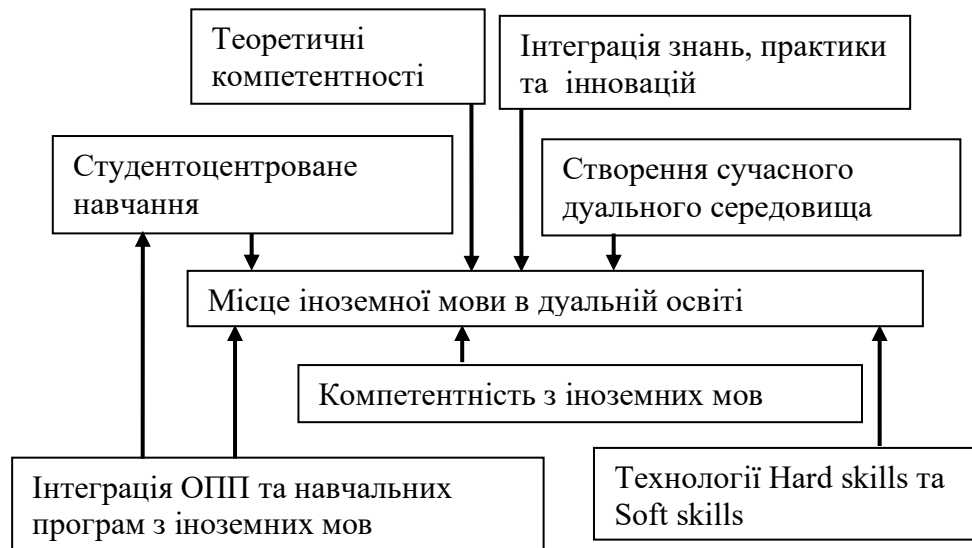 Теоретичні
компетентності
Інтеграція знань, практики
та інновацій
Студентоцентроване
навчання
Створення сучасного
дуального середовища
Місце іноземної мови в дуальній освіті
Компетентність з іноземних мов
Інтеграція ОПП та навчальних
програм з іноземних мов
Технології Hard skills та
Soft skills